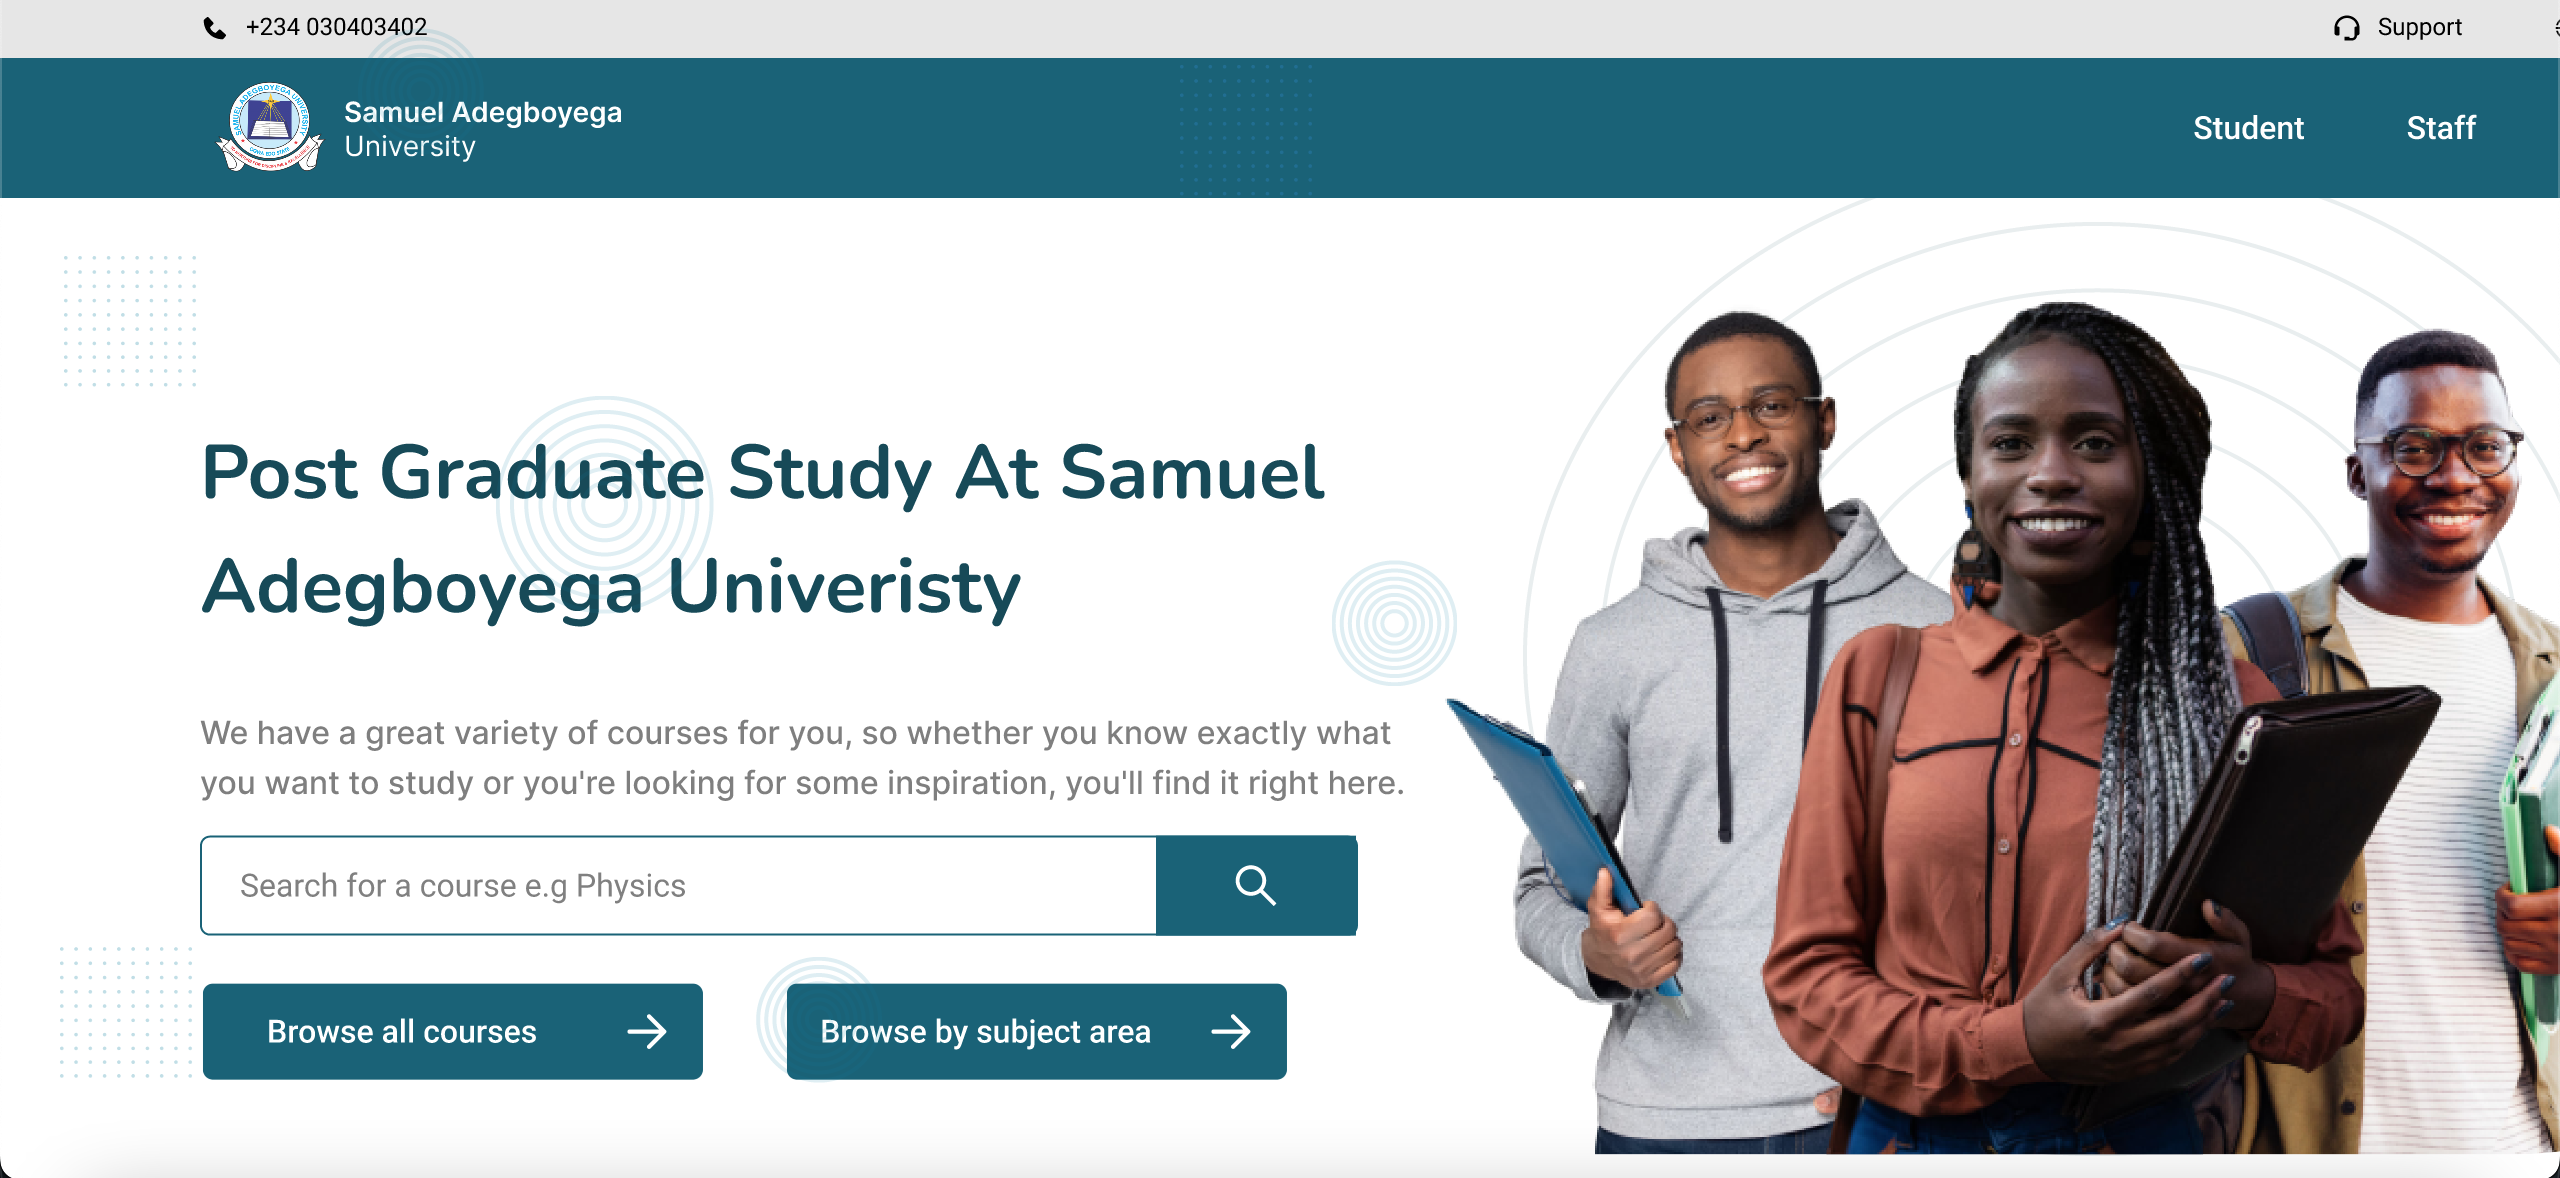 +234 030403402
Support
SAMUEL ADEGBOYEGA UNIVERSITY
Samuel Adegboyega
University
Student
Staff
Post Graduate Study At Samuel
Adegboyega Univeristy
We have a great variety of courses for you, so whether you know exactly what
you want to study or you're looking for some inspiration, you'll find it right here.
Search for a course e.g Physics
Browse all courses
Browse by subject area